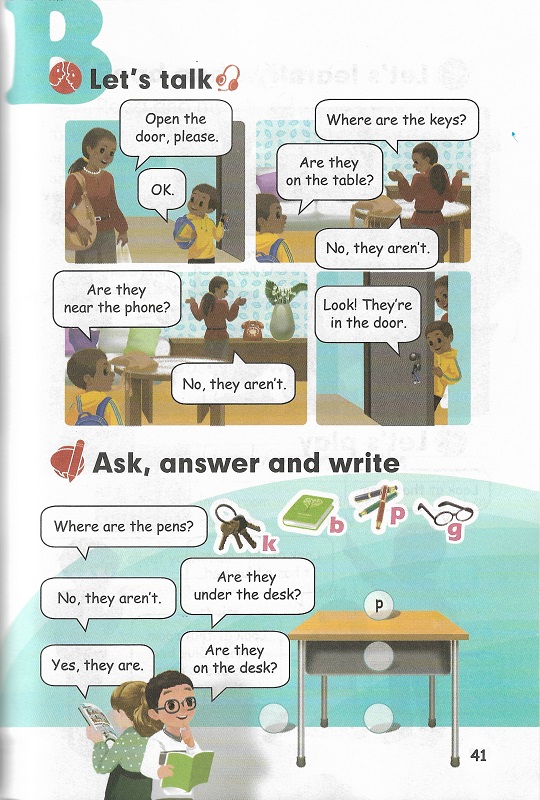 B
Let's talk
Open the
door, please.
OK.
Where are the keys?
Are they
on the table?
No, they aren't.
Are they
near the phone?
No, they aren't.
Look! They're
in the door.
Ask, answer and write
k
b
p
g
Where are the pens?
Are they
under the desk?
No, they aren't.
Are they
on the desk?
Yes, they are.
p
41